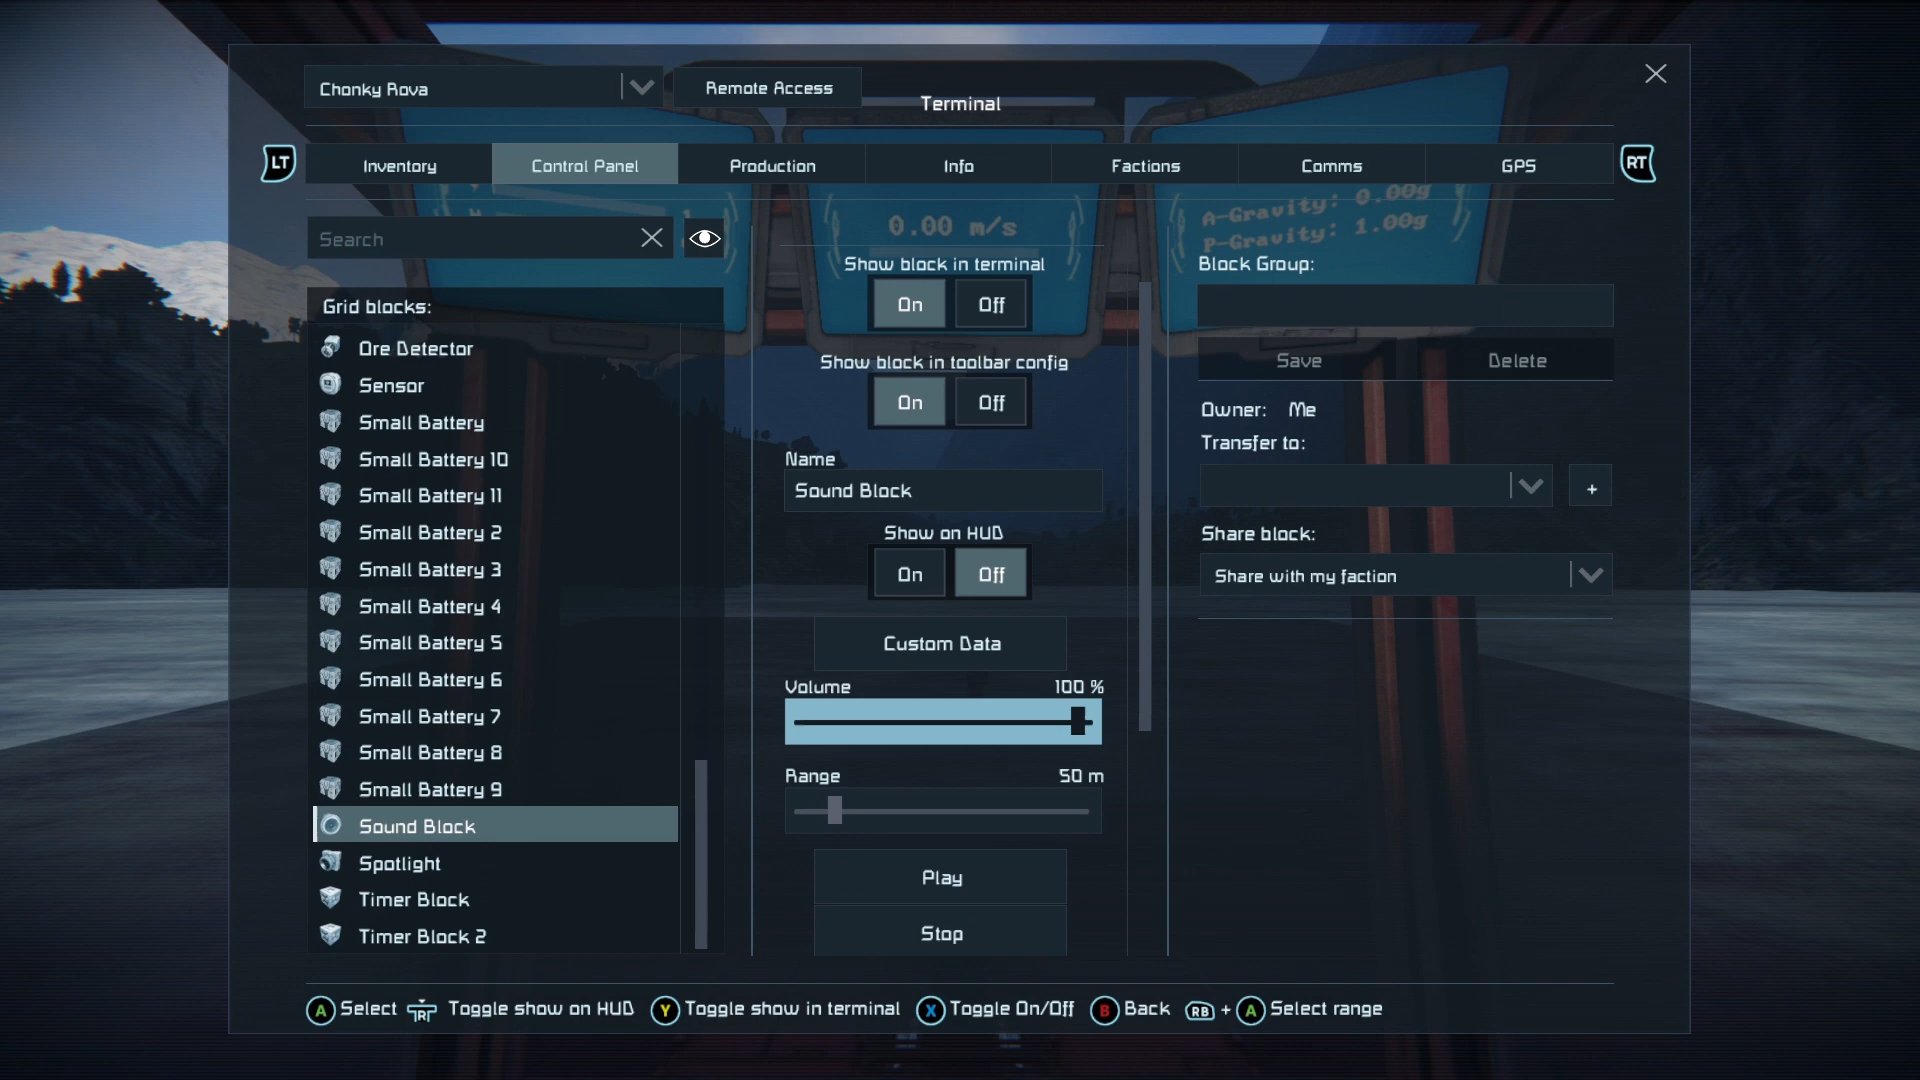 Chonky Rova
Remote Access
Terminal
LT
Inventory
Control Panel
Production
Info
Factions
Comms
GPS
RT
Search
0.00 m/s
A-Gravity: 0.00g
P-Gravity: 1.00g
Grid blocks:
Ore Detector
Sensor
Small Battery
Small Battery 10
Small Battery 11
Small Battery 2
Small Battery 3
Small Battery 4
Small Battery 5
Small Battery 6
Small Battery 7
Small Battery 8
Small Battery 9
Sound Block
Spotlight
Timer Block
Timer Block 2
Show block in terminal
On Off
Show block in toolbar config
On Off
Name
Sound Block
Show on HUD
On Off
Custom Data
Volume 100 %
Range 50 m
Play
Stop
Block Group:
Save Delete
Owner: Me
Transfer to:
+
Share block:
Share with my faction
A Select R Toggle show on HUD Y Toggle show in terminal X Toggle On/Off B Back RB + A Select range